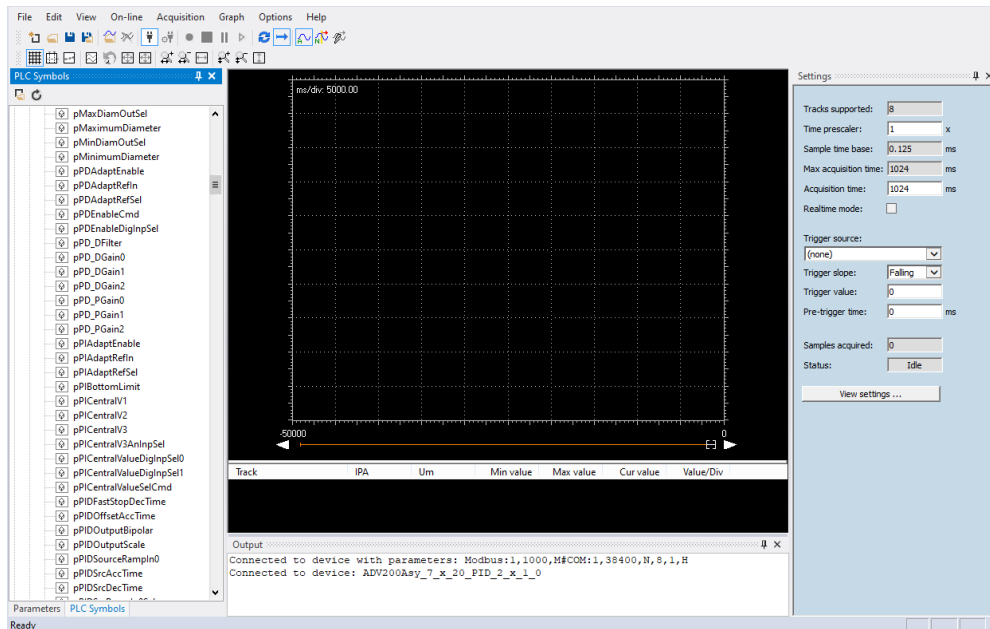 File Edit View On-line Acquisition Graph Options Help
PLC Symbols
pMaxDiamOutSel
pMaximumDiameter
pMinDiamOutSel
pMinimumDiameter
pPDAdaptEnable
pPDAdaptRefIn
pPDAdaptRefSel
pPDEnableCmd
pPDEnableDigInpSel
pPD_DFilter
pPD_DGain0
pPD_DGain1
pPD_DGain2
pPD_PGain0
pPD_PGain1
pPD_PGain2
pPIAdaptEnable
pPIAdaptRefIn
pPIAdaptRefSel
pPIBottomLimit
pPICentralV1
pPICentralV2
pPICentralV3
pPICentralV3AnInpSel
pPICentralValueDigInpSel0
pPICentralValueDigInpSel1
pPICentralValueSelCmd
pPIDFastStopDecTime
pPIDOffsetAccTime
pPIDOutputBipolar
pPIDOutputScale
pPIDSourceRampIn0
pPIDSrcAccTime
pPIDSrcDecTime
Parameters PLC Symbols
ms/div: 5000.00
-50000 0
Track IPA Um Min value Max value Cur value Value/Div
Output
Connected to device with parameters: Modbus:1,1000,M#COM:1,38400,N,8,1,H
Connected to device: ADV200Asy_7_x_20_PID_2_x_1_0
Settings
Tracks supported: 8
Time prescaler: 1 x
Sample time base: 0.125 ms
Max acquisition time: 1024 ms
Acquisition time: 1024 ms
Realtime mode:
Trigger source:
(none)
Trigger slope: Falling
Trigger value: 0
Pre-trigger time: 0 ms
Samples acquired: 0
Status: Idle
View settings ...
Ready